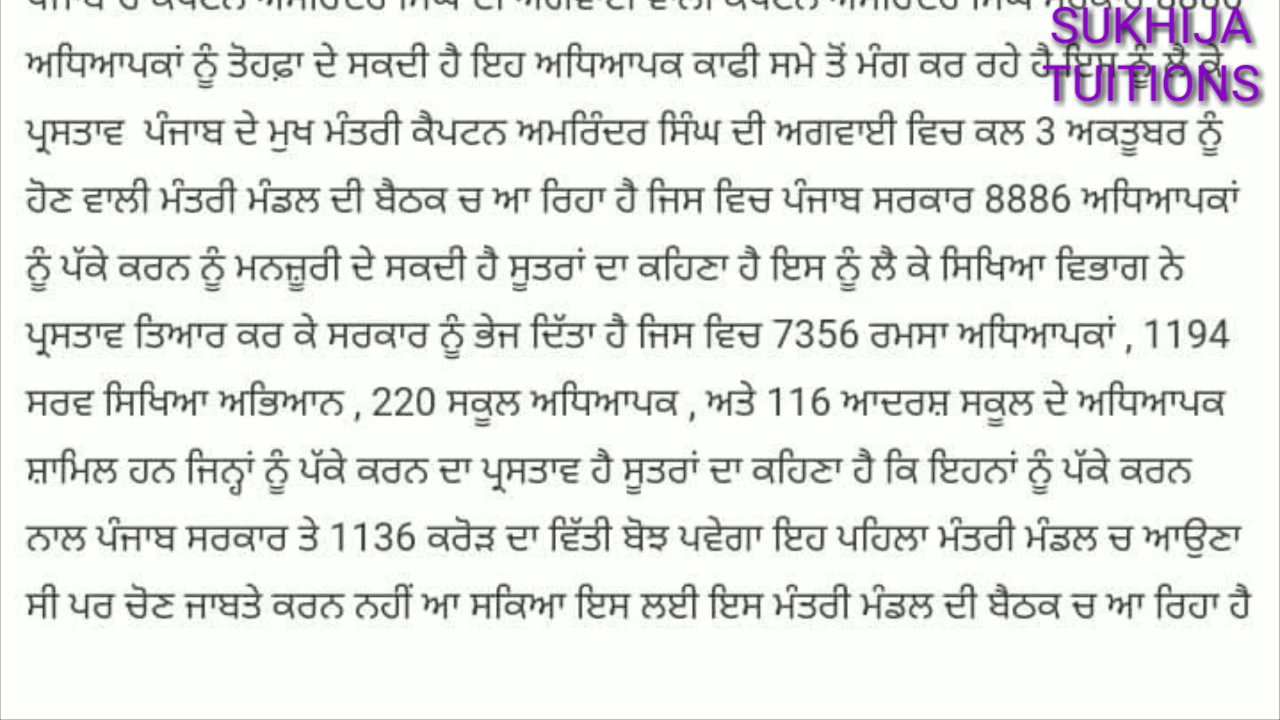 ਅਧਿਆਪਕਾਂ ਨੂੰ ਤੋਹਫ਼ਾ ਦੇ ਸਕਦੀ ਹੈ ਇਹ ਅਧਿਆਪਕ ਕਾਫੀ ਸਮੇ ਤੋਂ ਮੰਗ ਕਰ ਰਹੇ ਹੈ ਇਸ ਨੂੰ ਲੈ ਕੇ
ਪ੍ਰਸਤਾਵ ਪੰਜਾਬ ਦੇ ਮੁਖ ਮੰਤਰੀ ਕੈਪਟਨ ਅਮਰਿੰਦਰ ਸਿੰਘ ਦੀ ਅਗਵਾਈ ਵਿਚ ਕਲ 3 ਅਕਤੂਬਰ ਨੂੰ
ਹੋਣ ਵਾਲੀ ਮੰਤਰੀ ਮੰਡਲ ਦੀ ਬੈਠਕ ਚ ਆ ਰਿਹਾ ਹੈ ਜਿਸ ਵਿਚ ਪੰਜਾਬ ਸਰਕਾਰ 8886 ਅਧਿਆਪਕਾਂ
ਨੂੰ ਪੱਕੇ ਕਰਨ ਨੂੰ ਮਨਜ਼ੂਰੀ ਦੇ ਸਕਦੀ ਹੈ ਸੂਤਰਾਂ ਦਾ ਕਹਿਣਾ ਹੈ ਇਸ ਨੂੰ ਲੈ ਕੇ ਸਿਖਿਆ ਵਿਭਾਗ ਨੇ
ਪ੍ਰਸਤਾਵ ਤਿਆਰ ਕਰ ਕੇ ਸਰਕਾਰ ਨੂੰ ਭੇਜ ਦਿੱਤਾ ਹੈ ਜਿਸ ਵਿਚ 7356 ਰਮਸਾ ਅਧਿਆਪਕਾਂ , 1194
ਸਰਵ ਸਿਖਿਆ ਅਭਿਆਨ , 220 ਸਕੂਲ ਅਧਿਆਪਕ , ਅਤੇ 116 ਆਦਰਸ਼ ਸਕੂਲ ਦੇ ਅਧਿਆਪਕ
ਸ਼ਾਮਿਲ ਹਨ ਜਿਨ੍ਹਾਂ ਨੂੰ ਪੱਕੇ ਕਰਨ ਦਾ ਪ੍ਰਸਤਾਵ ਹੈ ਸੂਤਰਾਂ ਦਾ ਕਹਿਣਾ ਹੈ ਕਿ ਇਹਨਾਂ ਨੂੰ ਪੱਕੇ ਕਰਨ
ਨਾਲ ਪੰਜਾਬ ਸਰਕਾਰ ਤੇ 1136 ਕਰੋੜ ਦਾ ਵਿੱਤੀ ਬੋਝ ਪਵੇਗਾ ਇਹ ਪਹਿਲਾ ਮੰਤਰੀ ਮੰਡਲ ਚ ਆਉਣਾ
ਸੀ ਪਰ ਚੋਣ ਜਾਬਤੇ ਕਰਨ ਨਹੀਂ ਆ ਸਕਿਆ ਇਸ ਲਈ ਇਸ ਮੰਤਰੀ ਮੰਡਲ ਦੀ ਬੈਠਕ ਚ ਆ ਰਿਹਾ ਹੈ
SUKHIJA
TUITIONS